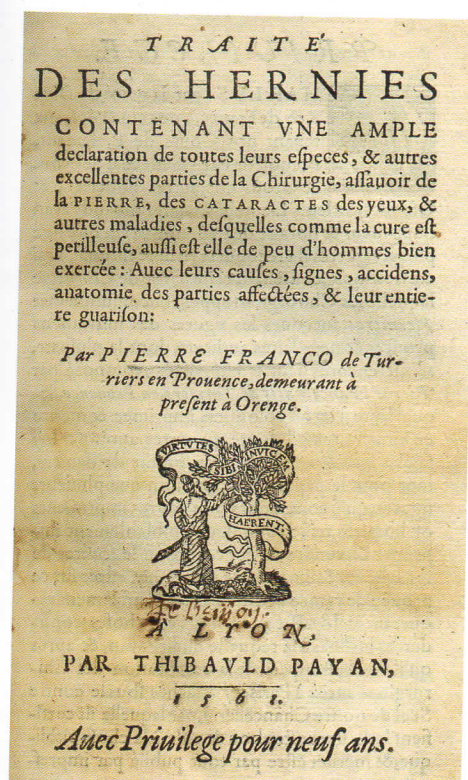 TRAITÉ
DES HERNIES
CONTENANT VNE AMPLE
declaration de toutes leurs eſpeces, & autres
excellentes parties de la Chirurgie, aſſauoir de
la PIERRE, des CATARACTES des yeux, &
autres maladies, deſquelles comme la cure eſt
perilleuſe, auſſi eſt elle de peu d'hommes bien
exercée: Auec leurs cauſes, ſignes, accidens,
anatomie des parties affectées, & leur entie-
re guariſon:
Par PIERRE FRANCO de Tur-
riers en Prouence, demeurant à
preſent à Orenge.
VIRTVTES
SIBI INVICEM
HAERENT.
A LYON,
PAR THIBAVLD PAYAN,
1561.
Auec Priuilege pour neuf ans.